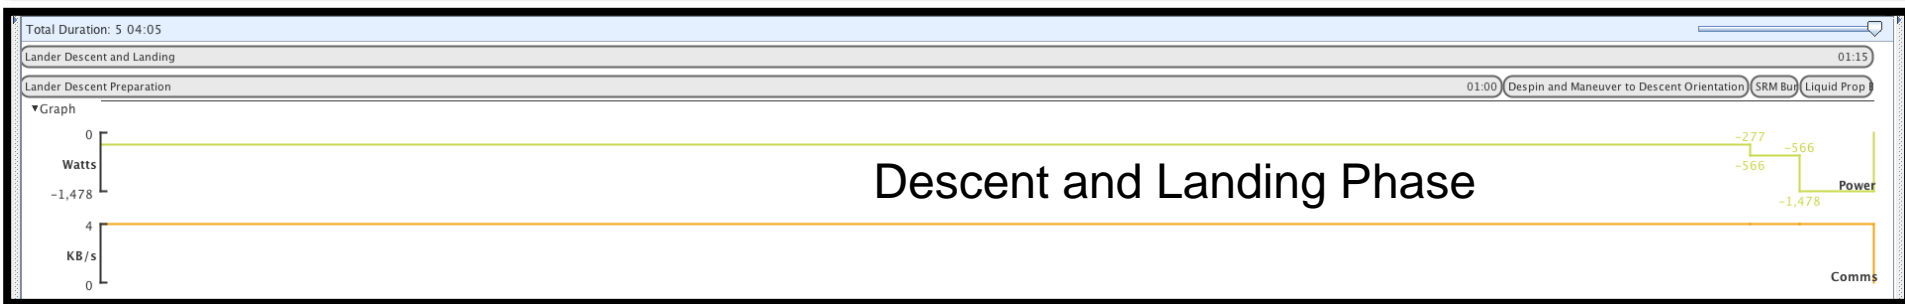 Total Duration: 5 04:05
Lander Descent and Landing 01:15
Lander Descent Preparation 01:00 Despin and Maneuver to Descent Orientation SRM Bur Liquid Prop
▼Graph
0
Watts
-1,478
-277
-566
-566
-1,478
Power
Descent and Landing Phase
4
KB/s
0
Comms